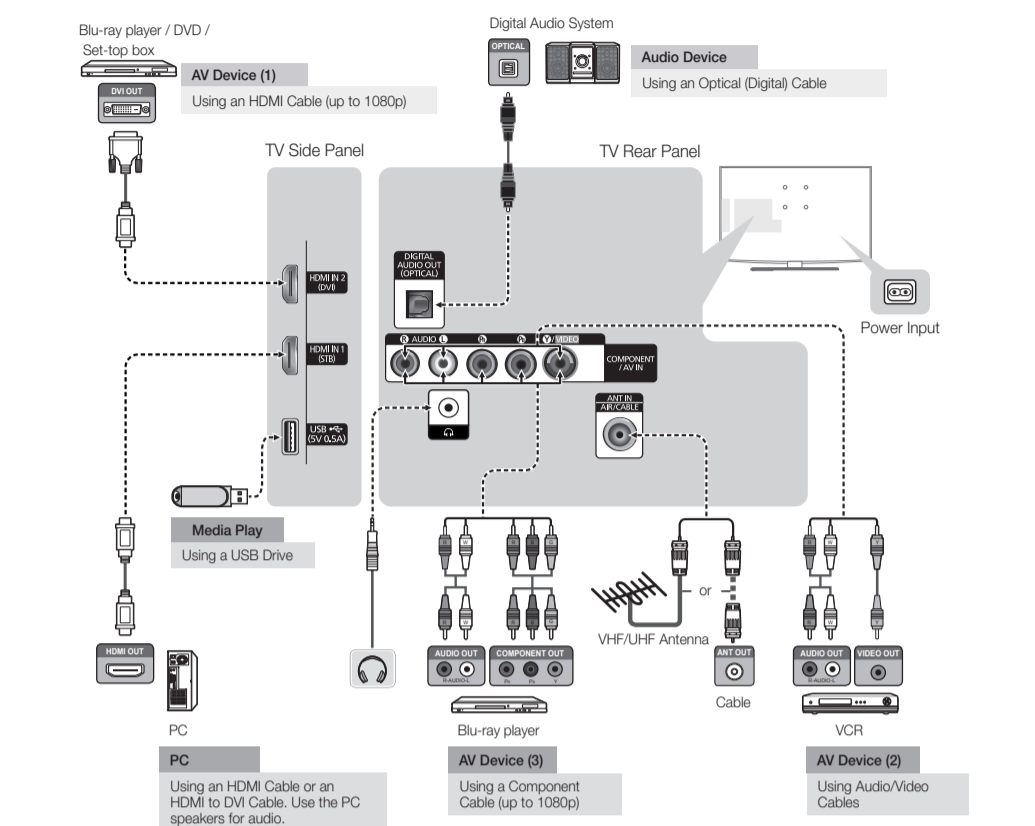 Blu-ray player / DVD /
Set-top box
AV Device (1)
Using an HDMI Cable (up to 1080p)
DVI OUT
Digital Audio System
OPTICAL
Audio Device
Using an Optical (Digital) Cable
TV Side Panel
TV Rear Panel
HDMI IN 2
(DVI)
HDMI IN 1
(STB)
USB
(5V 0.5A)
DIGITAL
AUDIO OUT
(OPTICAL)
R AUDIO L PR PB Y / VIDEO
COMPONENT
/ AV IN
ANT IN
AIR/CABLE
Power Input
Media Play
Using a USB Drive
HDMI OUT
PC
PC
Using an HDMI Cable or an
HDMI to DVI Cable. Use the PC
speakers for audio.
R W R B G
R W R B G
AUDIO OUT
R-AUDIO-L
COMPONENT OUT
PR PB Y
Blu-ray player
AV Device (3)
Using a Component
Cable (up to 1080p)
VHF/UHF Antenna
or
ANT OUT
Cable
R W Y
R W Y
AUDIO OUT
R-AUDIO-L
VIDEO OUT
VCR
AV Device (2)
Using Audio/Video
Cables